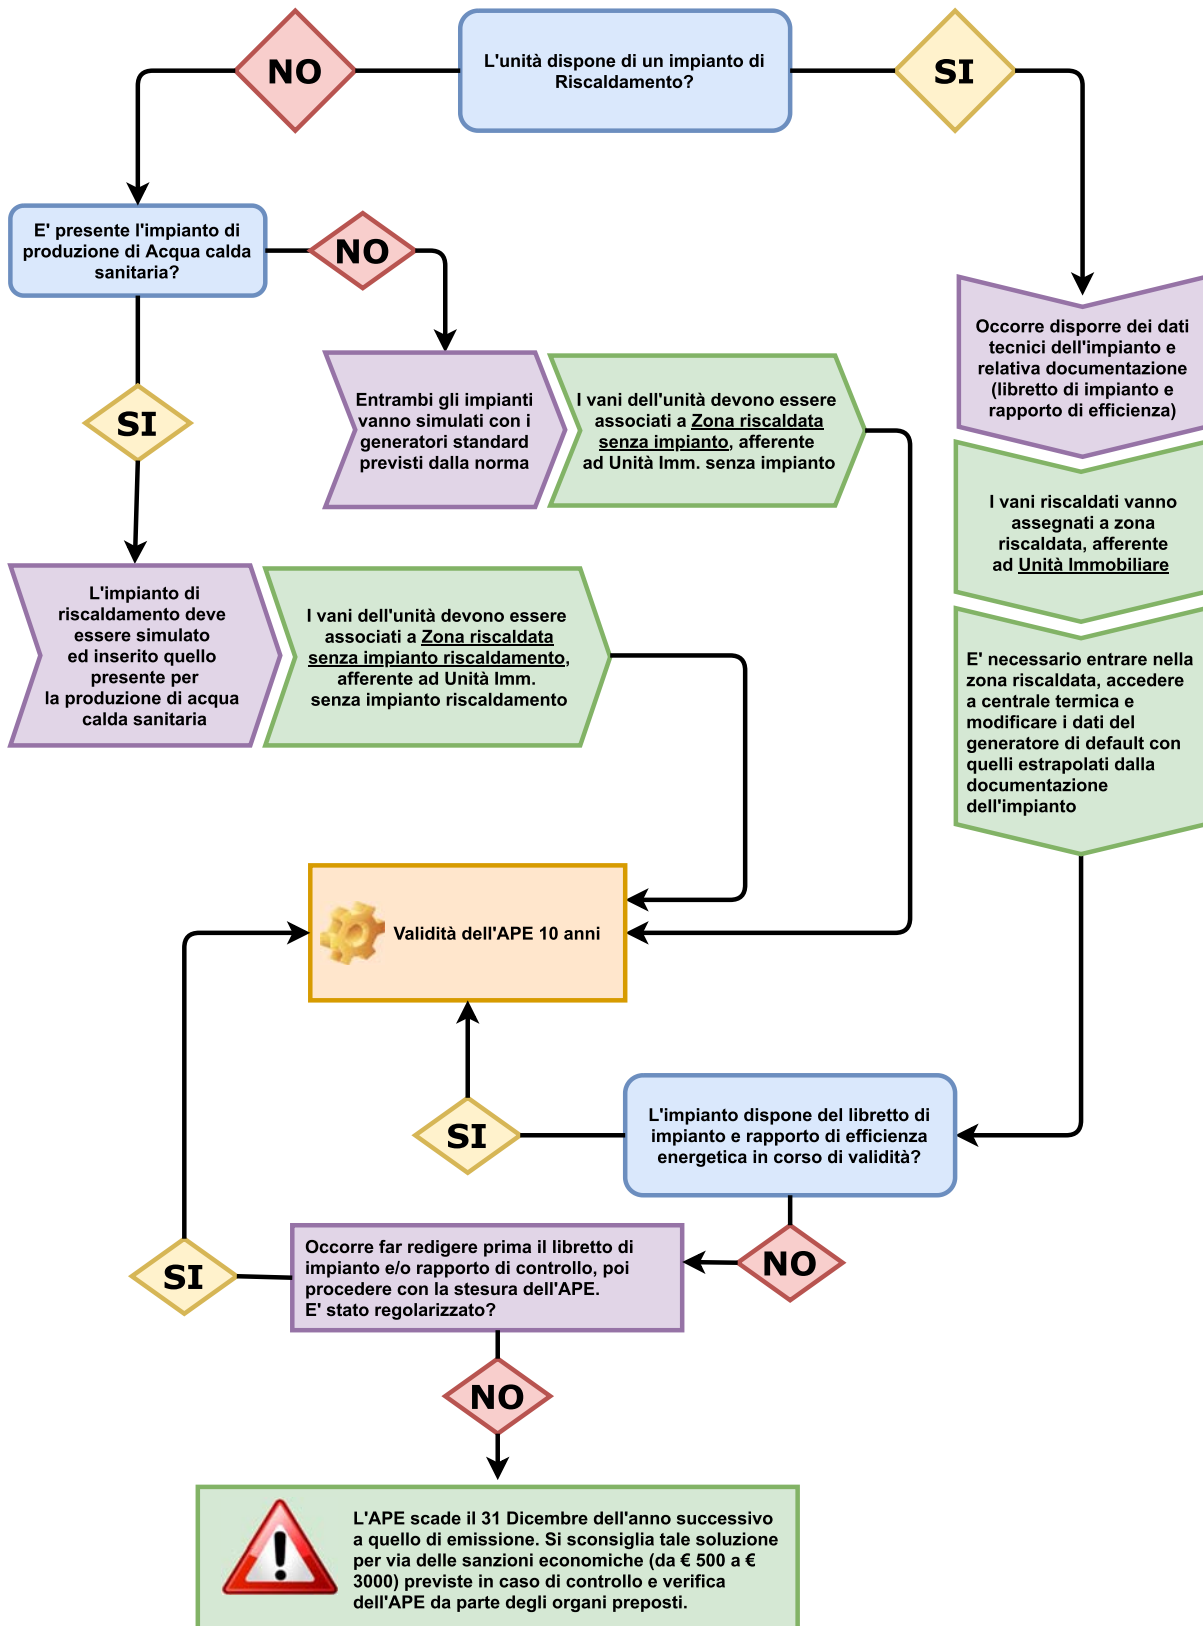 NO
L'unità dispone di un impianto di
Riscaldamento?
SI
E' presente l'impianto di
produzione di Acqua calda
sanitaria?
NO
SI
Entrambi gli impianti
vanno simulati con i
generatori standard
previsti dalla norma
I vani dell'unità devono essere
associati a Zona riscaldata
senza impianto, afferente
ad Unità Imm. senza impianto
Occorre disporre dei dati
tecnici dell'impianto e
relativa documentazione
(libretto di impianto e
rapporto di efficienza)
I vani riscaldati vanno
assegnati a zona
riscaldata, afferente
ad Unità Immobiliare
L'impianto di
riscaldamento deve
essere simulato
ed inserito quello
presente per
la produzione di acqua
calda sanitaria
I vani dell'unità devono essere
associati a Zona riscaldata
senza impianto riscaldamento,
afferente ad Unità Imm.
senza impianto riscaldamento
E' necessario entrare nella
zona riscaldata, accedere
a centrale termica e
modificare i dati del
generatore di default con
quelli estrapolati dalla
documentazione
dell'impianto
Validità dell'APE 10 anni
L'impianto dispone del libretto di
impianto e rapporto di efficienza
energetica in corso di validità?
SI
NO
Occorre far redigere prima il libretto di
impianto e/o rapporto di controllo, poi
procedere con la stesura dell'APE.
E' stato regolarizzato?
SI
NO
L'APE scade il 31 Dicembre dell'anno successivo
a quello di emissione. Si sconsiglia tale soluzione
per via delle sanzioni economiche (da € 500 a €
3000) previste in caso di controllo e verifica
dell'APE da parte degli organi preposti.